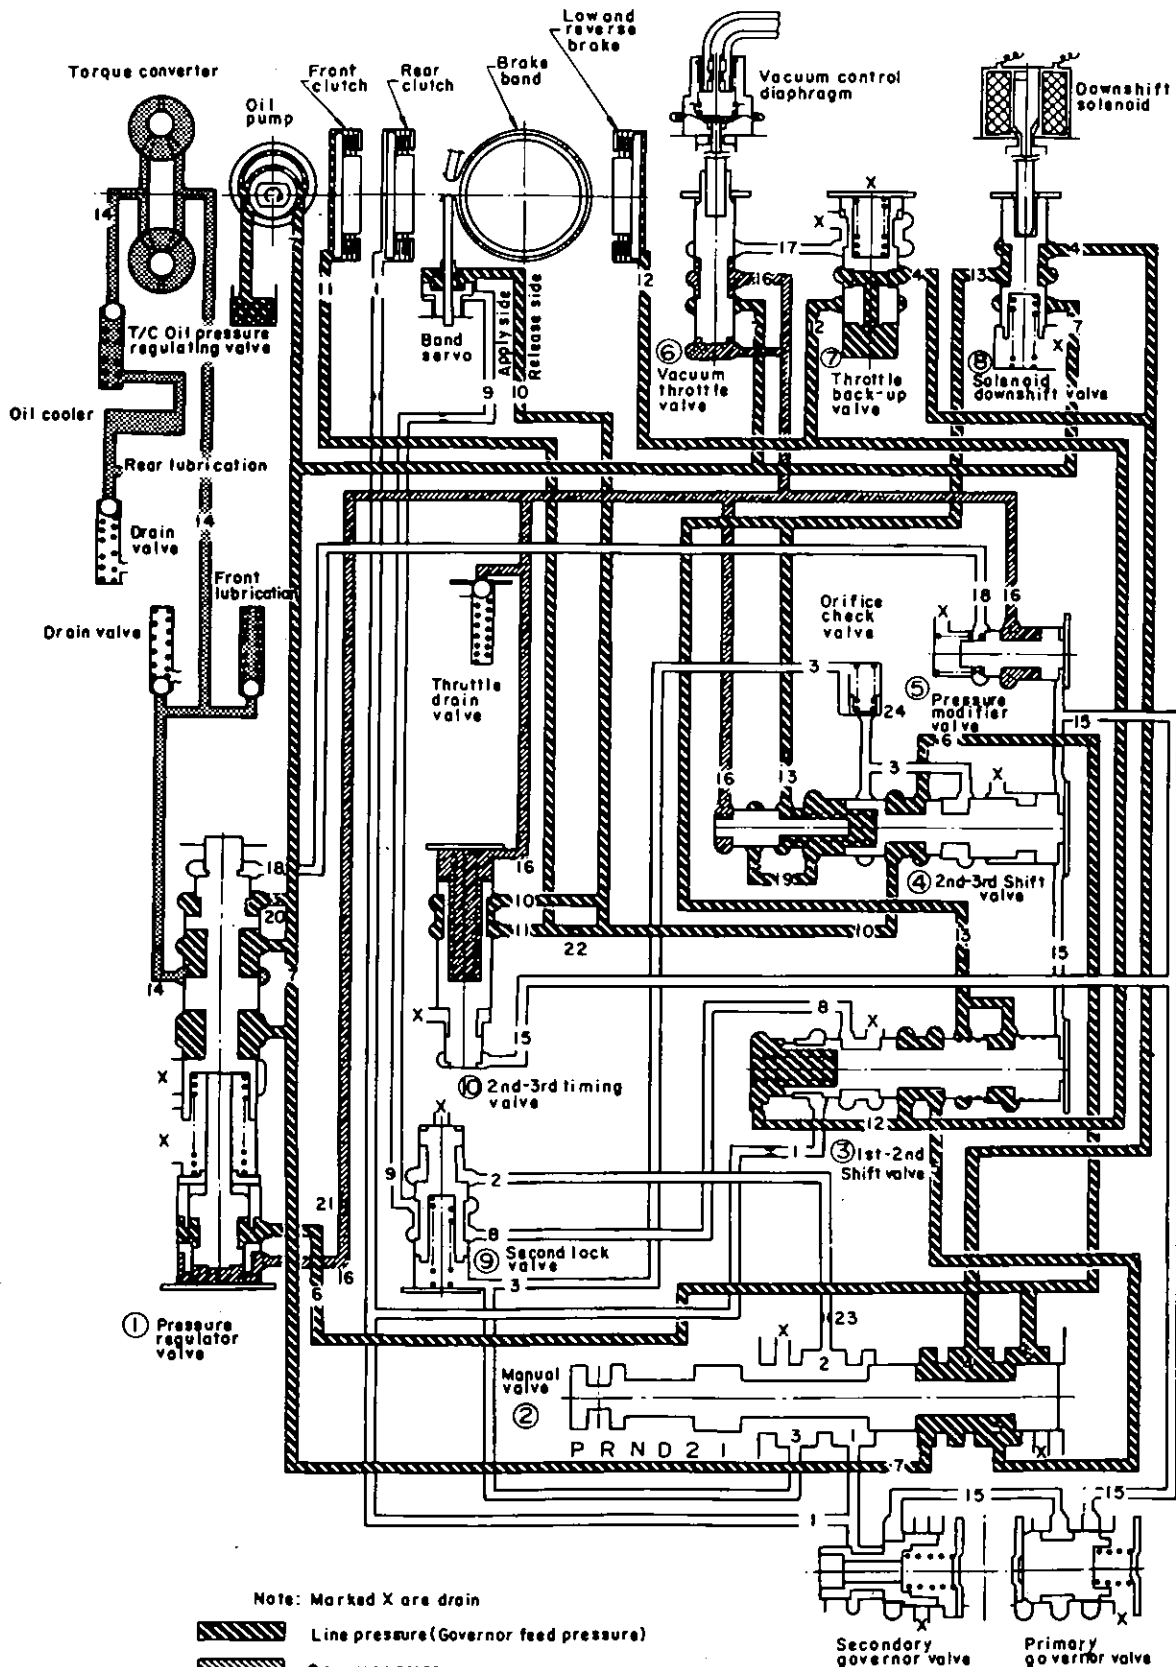 Low and
reverse
brake
Torque converter
Front
clutch
Rear
clutch
Brake
band
Vacuum control
diaphragm
Downshift
solenoid
Oil
pump
X
X
14
17
4
4
16
13
11
1
12
12
7
7
X
T/C Oil pressure
regulating valve
Band
servo
Apply side
Release side
9
10
6
Vacuum
throttle
valve
7
Throttle
back-up
valve
8
Solenoid
downshift valve
Oil cooler
Rear lubrication
14
Drain
valve
Front
lubrication
Drain valve
Thruttle
drain
valve
Orifice
check
valve
18
16
X
3
24
5
Pressure
modifier
valve
15
6
3
X
16
13
19
4
2nd-3rd Shift
valve
18
20
7
14
16
10
11
22
10
13
15
X
15
8
X
10
2nd-3rd timing
valve
X
X
X
12
1
3
1st-2nd
Shift valve
9
2
21
8
9
Second lock
valve
3
16
6
1
Pressure
regulator
valve
23
X
2
4
Manual
valve
2
3
1
P R N D 2 1
X
7
15
15
1
X
X
Secondary
governor valve
Primary
governor valve
Note: Marked X are drain
Line pressure (Governor feed pressure)